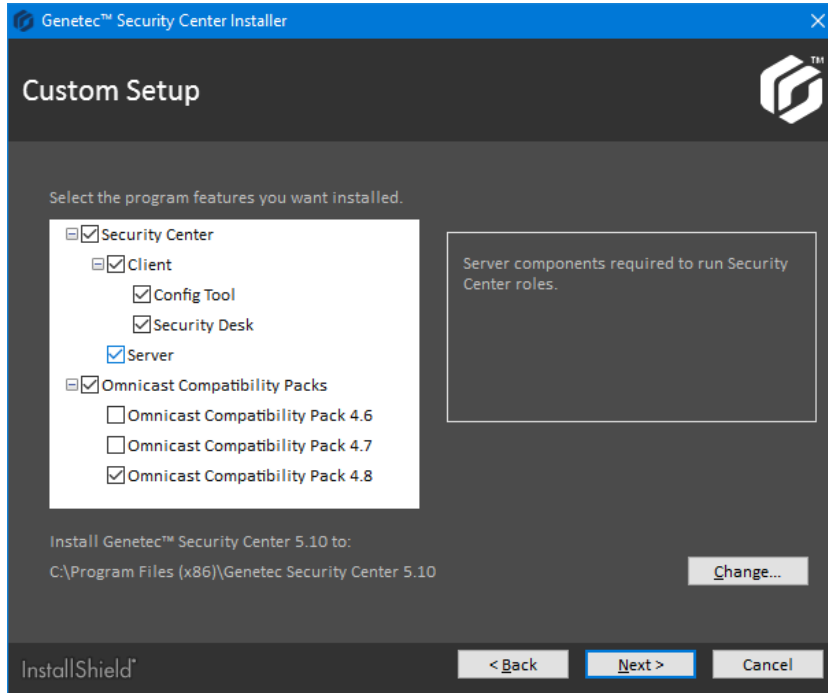 Genetec™ Security Center Installer
Custom Setup
TM
Select the program features you want installed.
Security Center
Client
Config Tool
Security Desk
Server
Omnicast Compatibility Packs
Omnicast Compatibility Pack 4.6
Omnicast Compatibility Pack 4.7
Omnicast Compatibility Pack 4.8
Server components required to run Security
Center roles.
Install Genetec™ Security Center 5.10 to:
C:\Program Files (x86)\Genetec Security Center 5.10
Change...
InstallShield®
< Back
Next >
Cancel